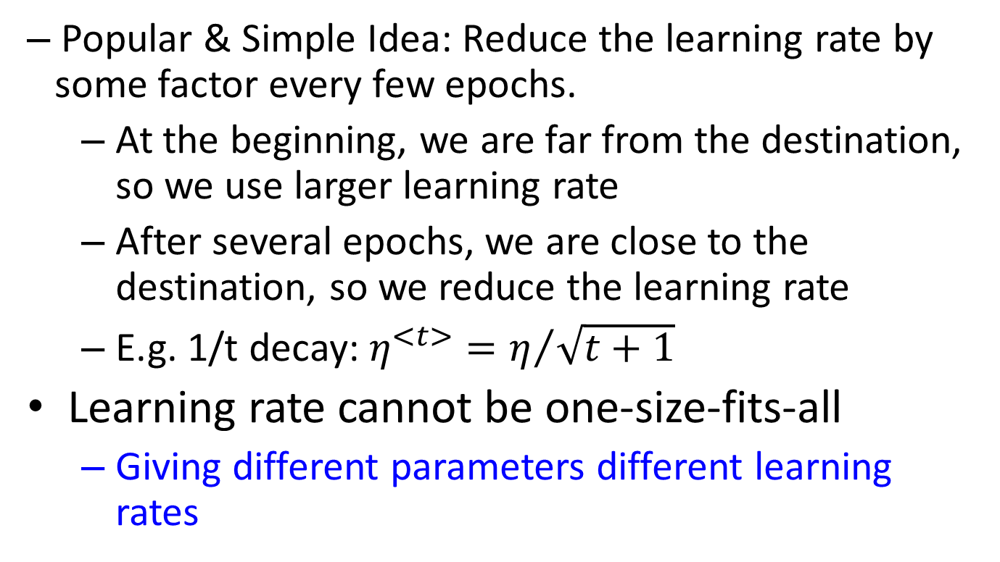 – Popular & Simple Idea: Reduce the learning rate by
some factor every few epochs.
– At the beginning, we are far from the destination,
so we use larger learning rate
– After several epochs, we are close to the
destination, so we reduce the learning rate
– E.g. 1/t decay: η^{<t>} = η/√(t + 1)
• Learning rate cannot be one-size-fits-all
– Giving different parameters different learning
rates